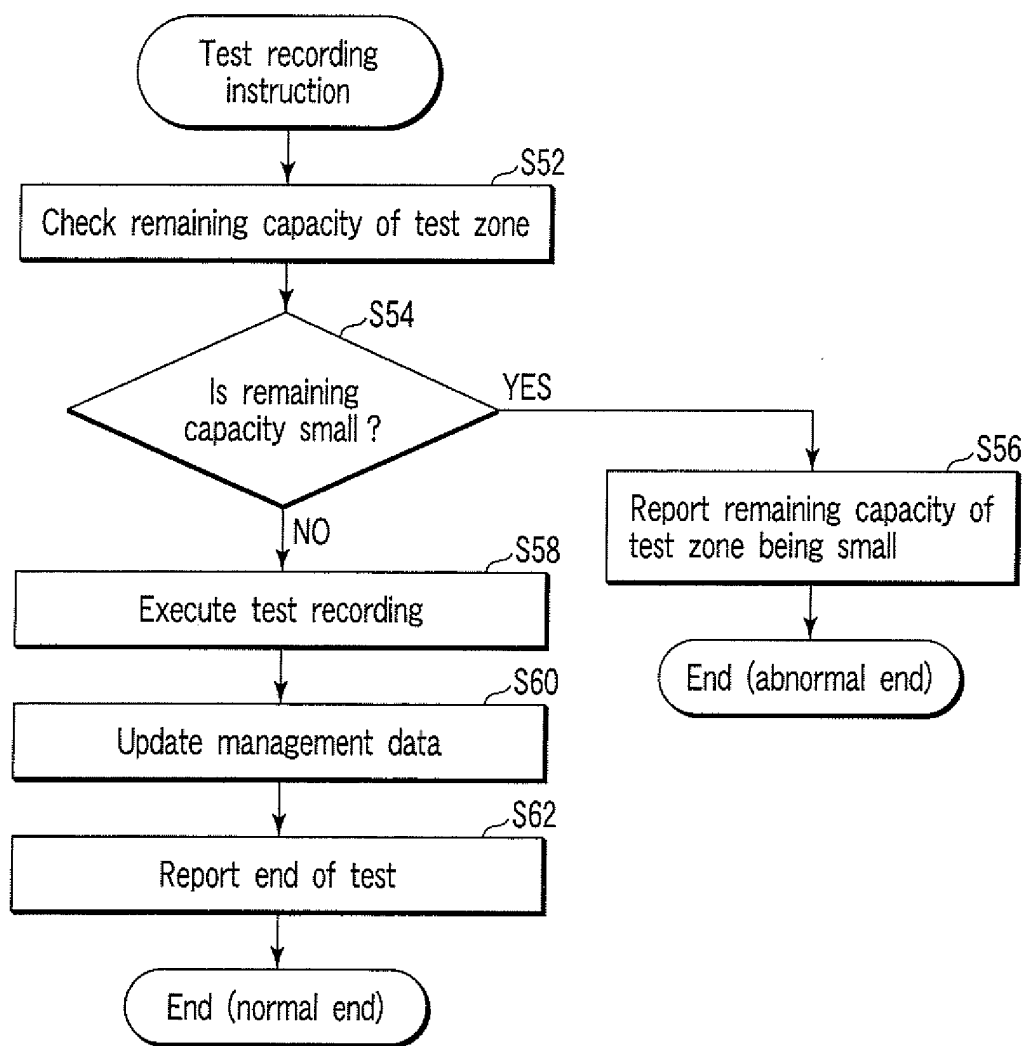 Test recording
instruction
S52
Check remaining capacity of test zone
S54
Is remaining
capacity small ?
YES
NO
S56
Report remaining capacity of
test zone being small
End (abnormal end)
S58
Execute test recording
S60
Update management data
S62
Report end of test
End (normal end)